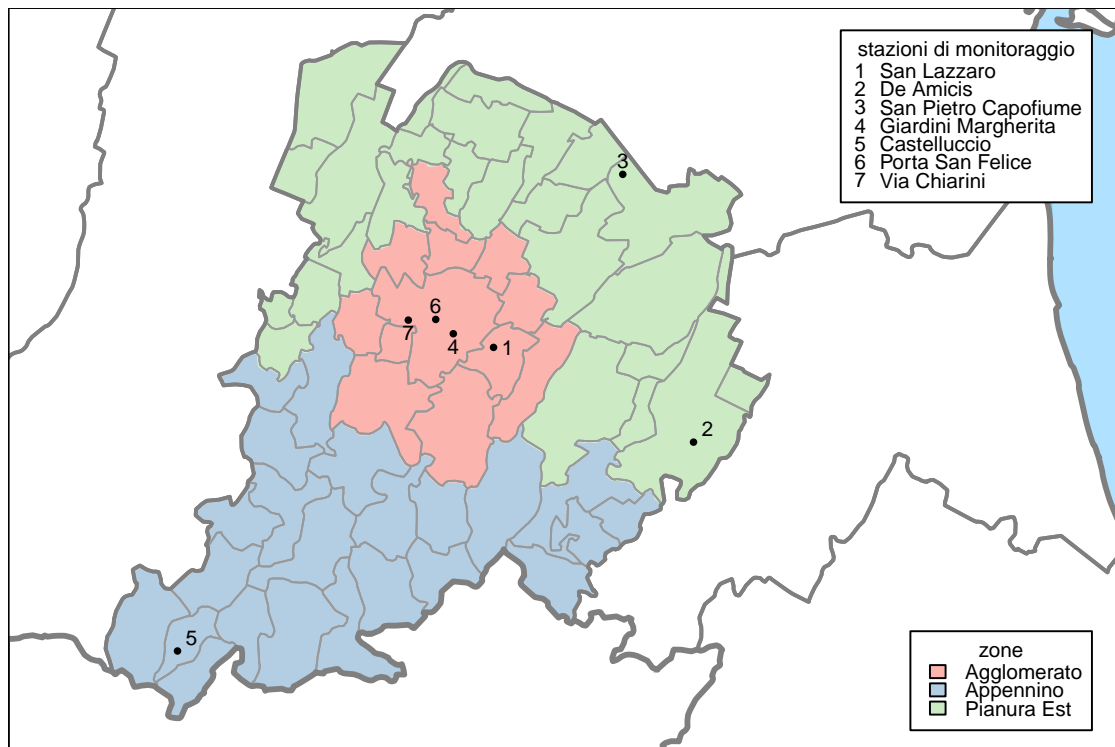 stazioni di monitoraggio
1 San Lazzaro
2 De Amicis
3 San Pietro Capofiume
4 Giardini Margherita
5 Castelluccio
6 Porta San Felice
7 Via Chiarini
3
6
7
4
1
2
5
zone
Agglomerato
Appennino
Pianura Est